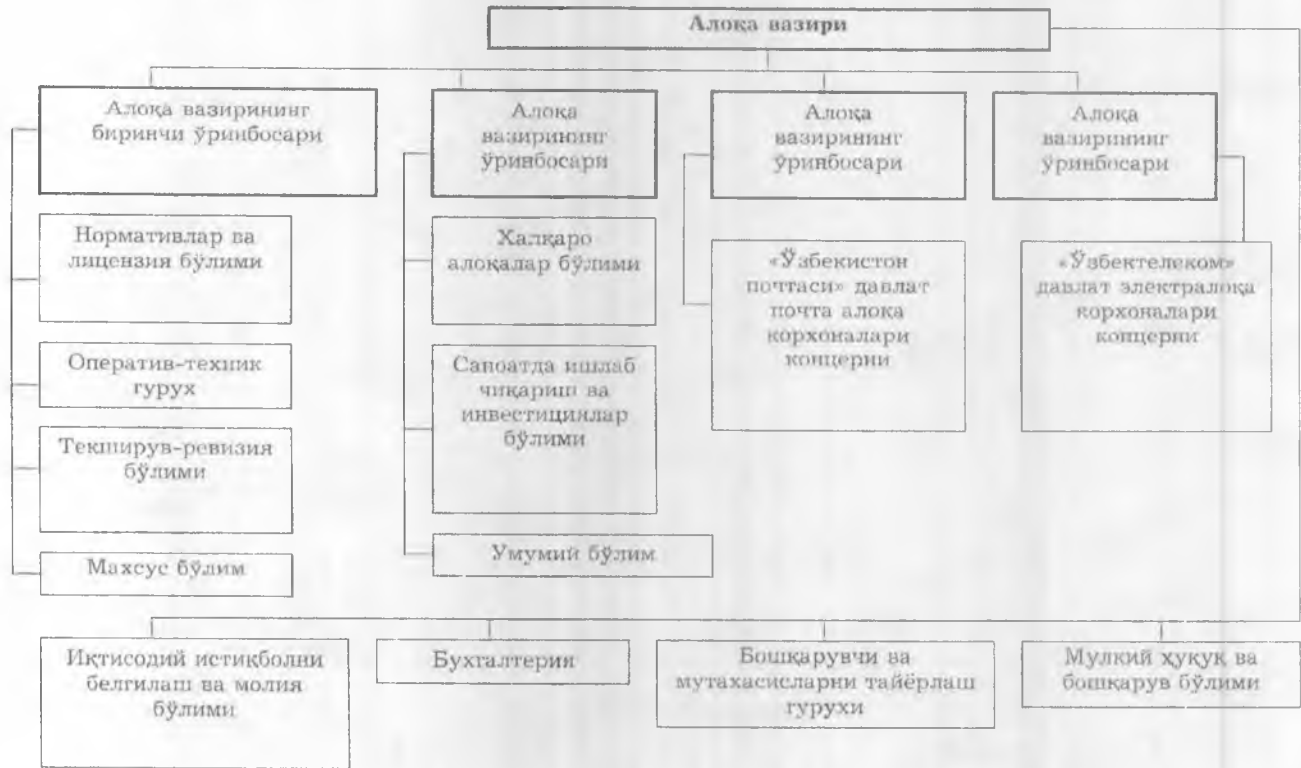 Алоқа вазири
Алоқа вазирининг
биринчи ўринбосари
Алоқа
вазирининг
ўринбосари
Алоқа
вазирининг
ўринбосари
Алоқа
вазирининг
ўринбосари
Нормативлар ва
лицензия бўлими
Халқаро
алоқалар бўлими
«Ўзбекистон
почтаси» давлат
почта алоқа
корхоналари
концерни
«Ўзбектелеком»
давлат электралоқа
корхоналари
концерни
Оператив-техник
гурух
Саноатда ишлаб
чиқариш ва
инвестициялар
бўлими
Текширув-ревизия
бўлими
Умумий бўлим
Махсус бўлим
Иқтисодий истиқболни
белгилаш ва молия
бўлими
Бухгалтерия
Бошқарувчи ва
мутахасисларни тайёрлаш
гурухи
Мулкий ҳуқуқ ва
бошқарув бўлими